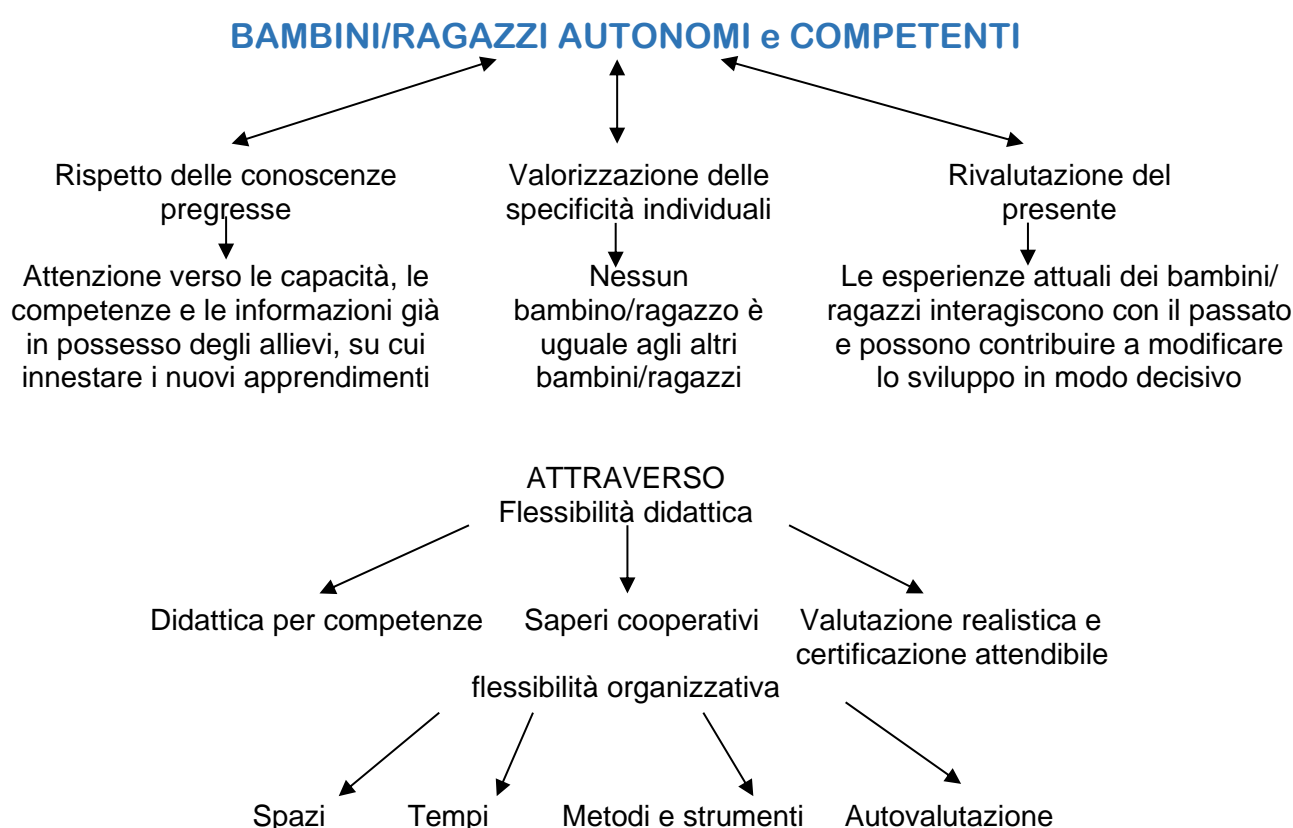 BAMBINI/RAGAZZI AUTONOMI e COMPETENTI
Rispetto delle conoscenze
pregresse
Valorizzazione delle
specificità individuali
Rivalutazione del
presente
Attenzione verso le capacità, le
competenze e le informazioni già
in possesso degli allievi, su cui
innestare i nuovi apprendimenti
Nessun
bambino/ragazzo è
uguale agli altri
bambini/ragazzi
Le esperienze attuali dei bambini/
ragazzi interagiscono con il passato
e possono contribuire a modificare
lo sviluppo in modo decisivo
ATTRAVERSO
Flessibilità didattica
Didattica per competenze
Saperi cooperativi
Valutazione realistica e
certificazione attendibile
flessibilità organizzativa
Spazi
Tempi
Metodi e strumenti
Autovalutazione